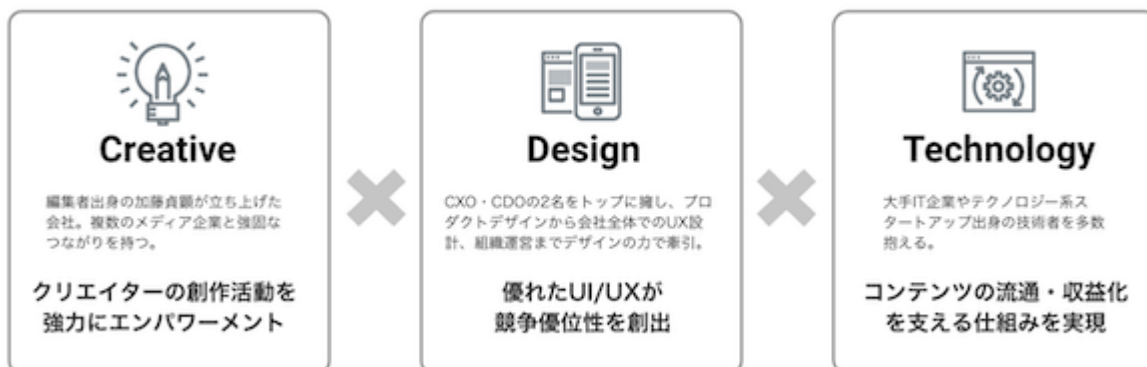 Creative
編集者出身の加藤貞顕が立ち上げた
会社。複数のメディア企業と強固な
つながりを持つ。
クリエイターの創作活動を
強力にエンパワーメント
Design
CXO・CDOの2名をトップに擁し、プロ
ダクトデザインから会社全体でのUX設
計、組織運営までデザインの力で牽引。
優れたUI/UXが
競争優位性を創出
Technology
大手IT企業やテクノロジー系ス
タートアップ出身の技術者を多数
抱える。
コンテンツの流通・収益化
を支える仕組みを実現